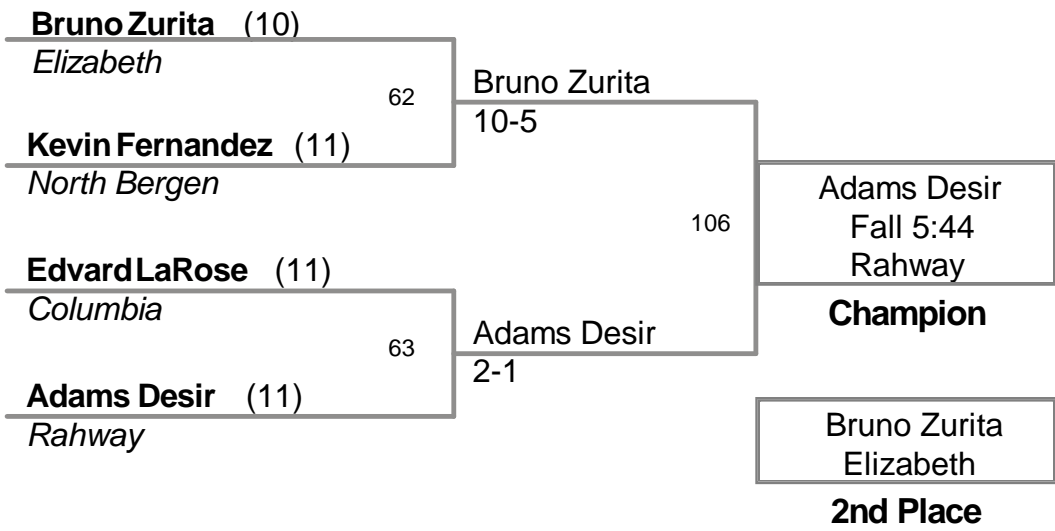 Bruno Zurita (10)
Elizabeth
62
Bruno Zurita
10-5
Kevin Fernandez (11)
North Bergen
106
Adams Desir
Fall 5:44
Rahway
Champion
Edvard LaRose (11)
Columbia
63
Adams Desir
2-1
Adams Desir (11)
Rahway
Bruno Zurita
Elizabeth
2nd Place